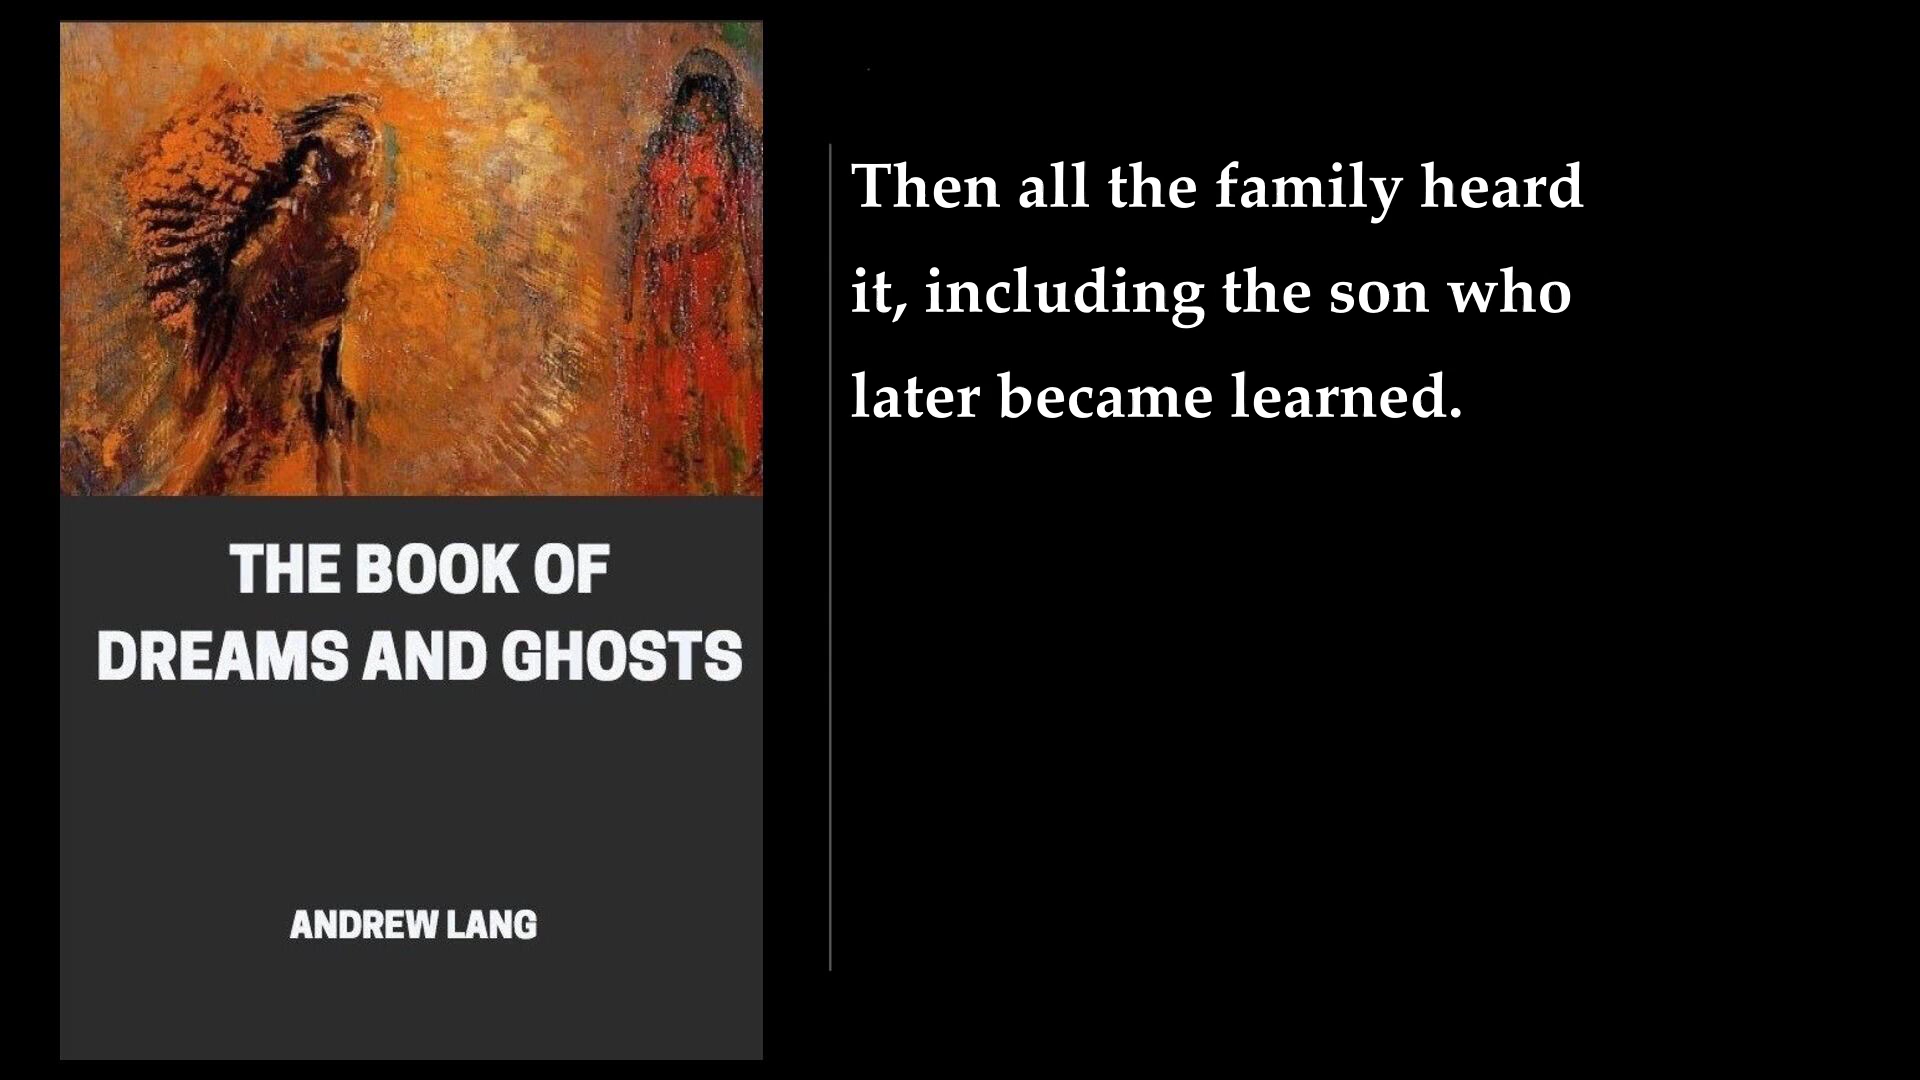 THE BOOK OF
DREAMS AND GHOSTS
ANDREW LANG
Then all the family heard
it, including the son who
later became learned.